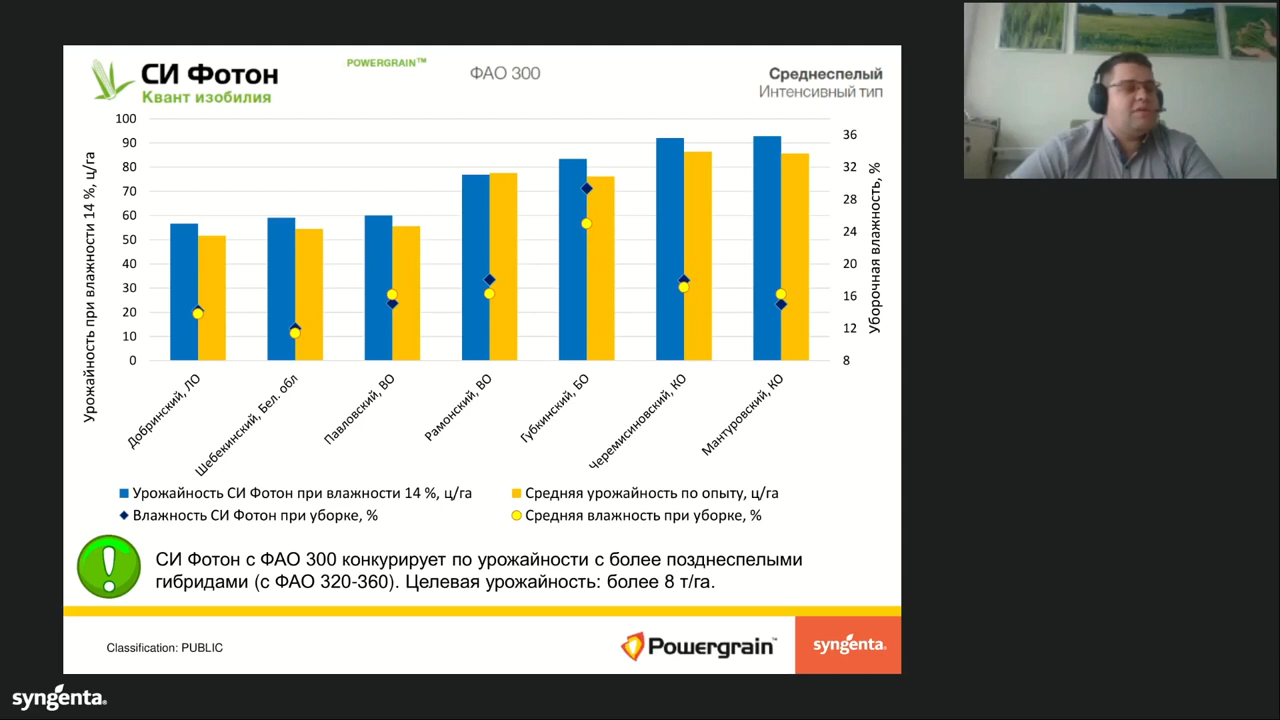 СИ Фотон
Квант изобилия
POWERGRAIN™
ФАО 300
Среднеспелый
Интенсивный тип
Урожайность при влажности 14 %, ц/га
100
90
80
70
60
50
40
30
20
10
0
36
32
28
24
20
16
12
8
Уборочная влажность, %
Добринский, ЛО
Шебекинский, Бел. обл
Павловский, ВО
Рамонский, ВО
Губкинский, БО
Черемисиновский, КО
Мантуровский, КО
Урожайность СИ Фотон при влажности 14 %, ц/га
Средняя урожайность по опыту, ц/га
Влажность СИ Фотон при уборке, %
Средняя влажность при уборке, %
СИ Фотон с ФАО 300 конкурирует по урожайности с более позднеспелыми
гибридами (с ФАО 320-360). Целевая урожайность: более 8 т/га.
Classification: PUBLIC
Powergrain™
syngenta®
syngenta®